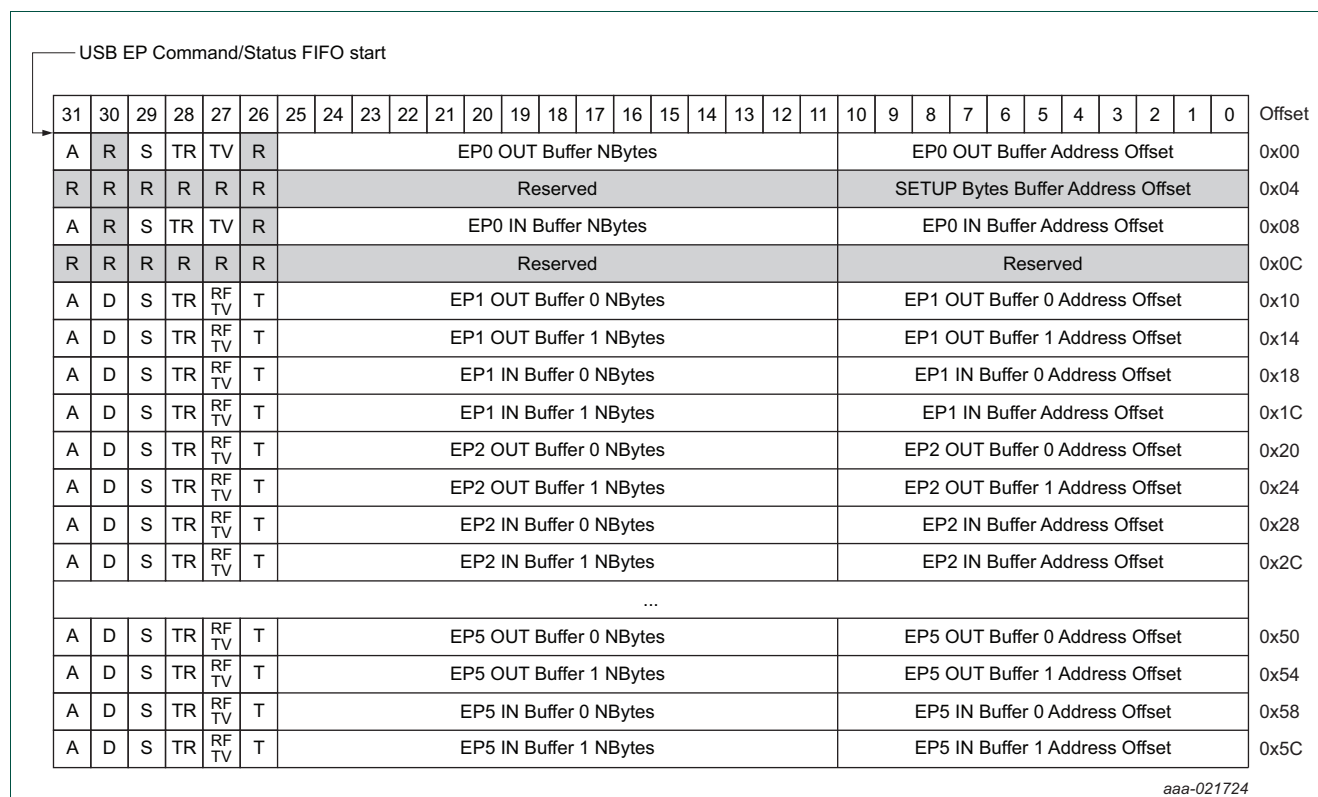 USB EP Command/Status FIFO start
31 30 29 28 27 26 25 24 23 22 21 20 19 18 17 16 15 14 13 12 11 10 9 8 7 6 5 4 3 2 1 0 Offset
A R S TR TV R EP0 OUT Buffer NBytes EP0 OUT Buffer Address Offset 0x00
R R R R R R Reserved SETUP Bytes Buffer Address Offset 0x04
A R S TR TV R EP0 IN Buffer NBytes EP0 IN Buffer Address Offset 0x08
R R R R R R Reserved Reserved 0x0C
A D S TR RF TV T EP1 OUT Buffer 0 NBytes EP1 OUT Buffer 0 Address Offset 0x10
A D S TR RF TV T EP1 OUT Buffer 1 NBytes EP1 OUT Buffer 1 Address Offset 0x14
A D S TR RF TV T EP1 IN Buffer 0 NBytes EP1 IN Buffer 0 Address Offset 0x18
A D S TR RF TV T EP1 IN Buffer 1 NBytes EP1 IN Buffer Address Offset 0x1C
A D S TR RF TV T EP2 OUT Buffer 0 NBytes EP2 OUT Buffer 0 Address Offset 0x20
A D S TR RF TV T EP2 OUT Buffer 1 NBytes EP2 OUT Buffer 1 Address Offset 0x24
A D S TR RF TV T EP2 IN Buffer 0 NBytes EP2 IN Buffer Address Offset 0x28
A D S TR RF TV T EP2 IN Buffer 1 NBytes EP2 IN Buffer Address Offset 0x2C
...
A D S TR RF TV T EP5 OUT Buffer 0 NBytes EP5 OUT Buffer 0 Address Offset 0x50
A D S TR RF TV T EP5 OUT Buffer 1 NBytes EP5 OUT Buffer 1 Address Offset 0x54
A D S TR RF TV T EP5 IN Buffer 0 NBytes EP5 IN Buffer 0 Address Offset 0x58
A D S TR RF TV T EP5 IN Buffer 1 NBytes EP5 IN Buffer 1 Address Offset 0x5C
aaa-021724